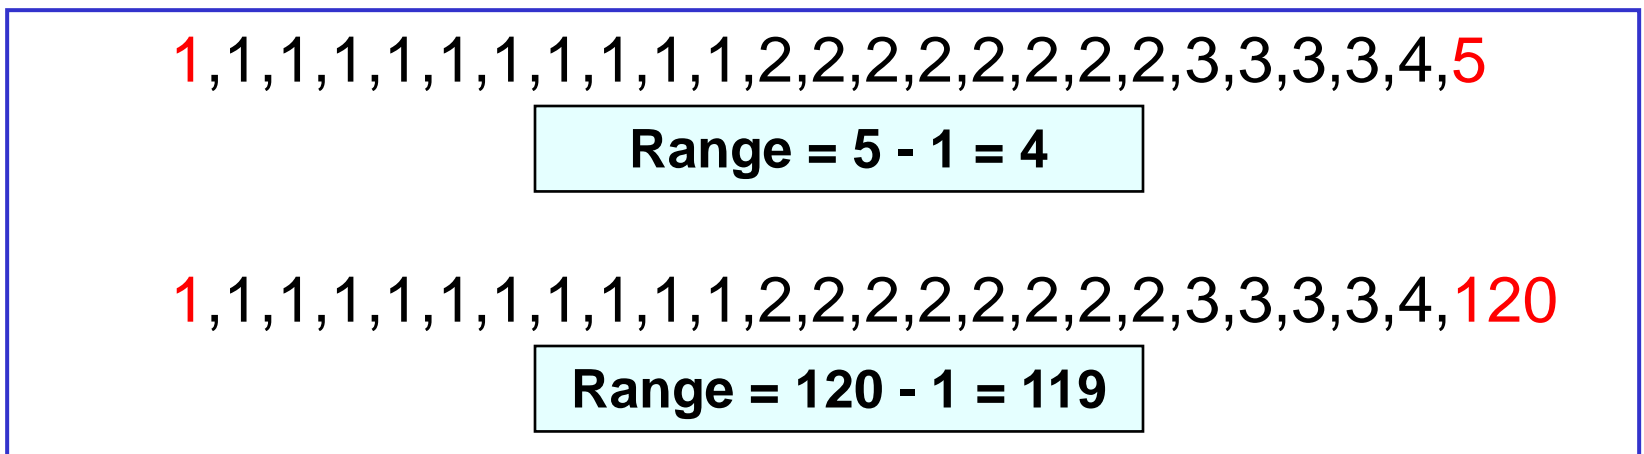 1,1,1,1,1,1,1,1,1,1,1,2,2,2,2,2,2,2,2,3,3,3,3,4,5
Range = 5 - 1 = 4
1,1,1,1,1,1,1,1,1,1,1,2,2,2,2,2,2,2,2,3,3,3,3,4,120
Range = 120 - 1 = 119